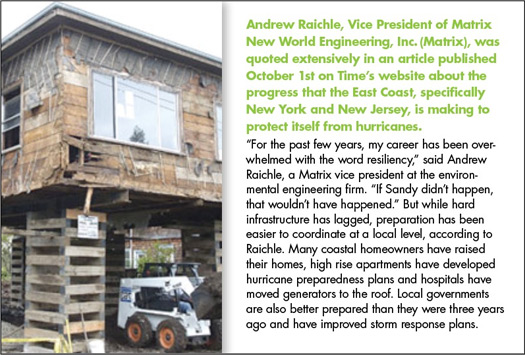 Andrew Raichle, Vice President of Matrix
New World Engineering, Inc. (Matrix), was
quoted extensively in an article published
October 1st on Time's website about the
progress that the East Coast, specifically
New York and New Jersey, is making to
protect itself from hurricanes.
"For the past few years, my career has been over-
whelmed with the word resiliency," said Andrew
Raichle, a Matrix vice president at the environ-
mental engineering firm. "If Sandy didn't happen,
that wouldn't have happened." But while hard
infrastructure has lagged, preparation has been
easier to coordinate at a local level, according to
Raichle. Many coastal homeowners have raised
their homes, high rise apartments have developed
hurricane preparedness plans and hospitals have
moved generators to the roof. Local governments
are also better prepared than they were three years
ago and have improved storm response plans.